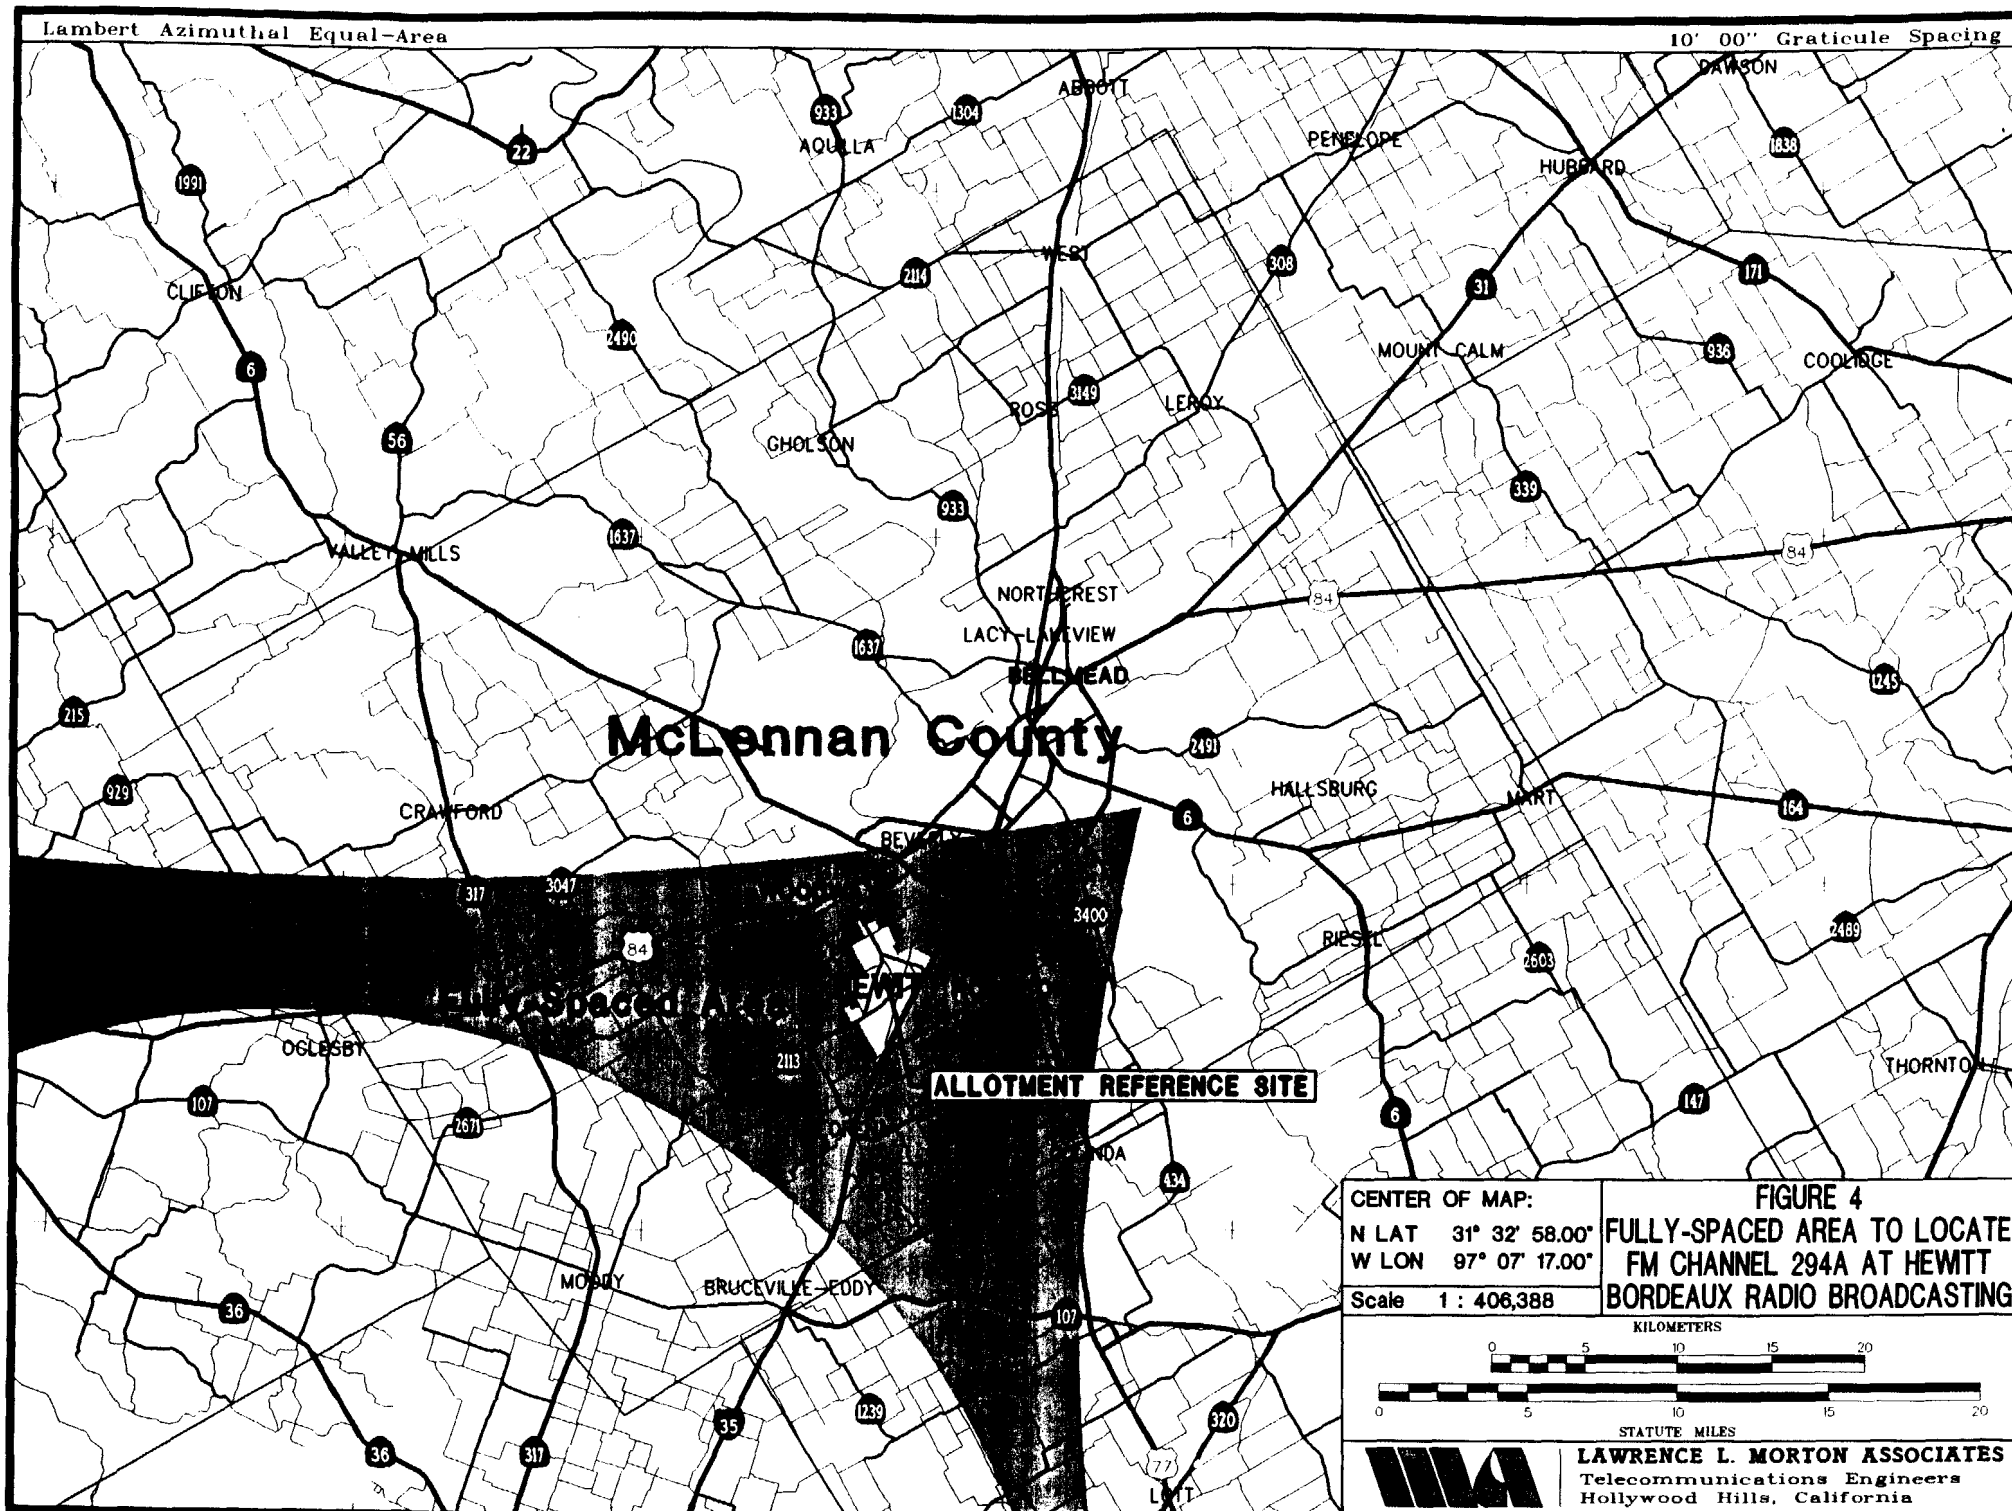 Lambert Azimuthal Equal-Area
10' 00'' Graticule Spacing
DAWSON
ABBOTT
933
1304
AQUILLA
PENELOPE
1838
22
HUBBARD
1991
WEST
308
2114
171
31
CLIFTON
2490
MOUNT CALM
936
COOLIDGE
6
3149
ROSS
LEROY
56
GHOLSON
339
933
1637
VALLEY MILLS
84
NORTHCREST
84
LACY-LAKEVIEW
1637
BELLMEAD
1245
215
McLennan County
2491
929
HALLSBURG
MART
164
CRAWFORD
6
BEVERLY
317
3047
3400
2489
84
RIESEL
2603
Fully-Spaced Area
HEWITT
OGLESBY
2113
THORNTO
ALLOTMENT REFERENCE SITE
107
147
2671
6
434
MOODY
BRUCEVILLE-EDDY
36
107
1239
35
320
36
317
77
LOTT
CENTER OF MAP:
N LAT 31° 32' 58.00"
W LON 97° 07' 17.00"
Scale 1 : 406,388
FIGURE 4
FULLY-SPACED AREA TO LOCATE
FM CHANNEL 294A AT HEWITT
BORDEAUX RADIO BROADCASTING
KILOMETERS
0 5 10 15 20
0 5 10 15 20
STATUTE MILES
LAWRENCE L. MORTON ASSOCIATES
Telecommunications Engineers
Hollywood Hills, California